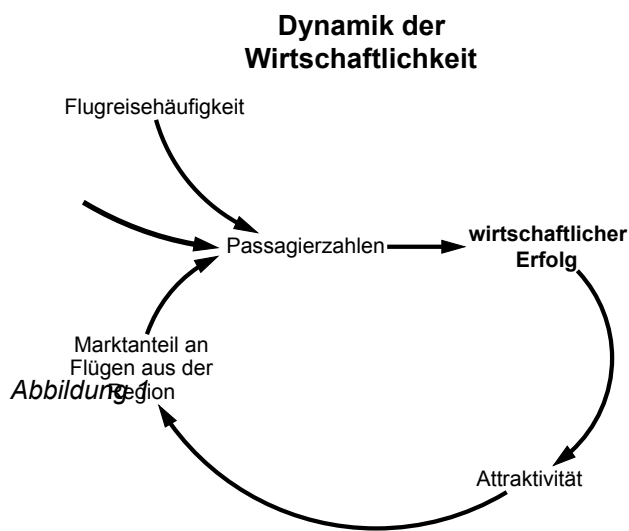 Dynamik der
Wirtschaftlichkeit
Flugreisehäufigkeit
Passagierzahlen
wirtschaftlicher
Erfolg
Marktanteil an
Flügen aus der
Region
Abbildung 1
Attraktivität